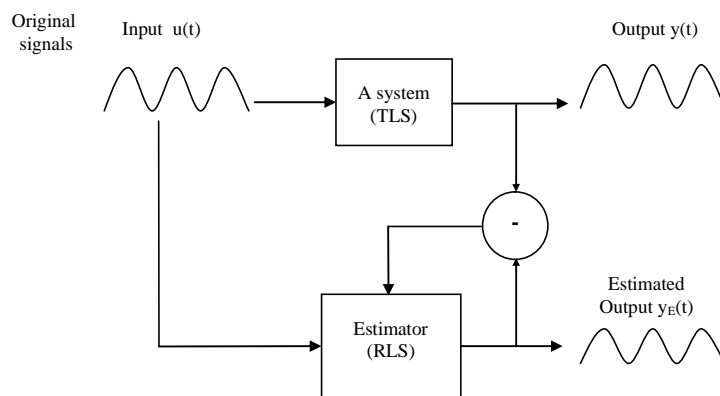 Original
signals
Input u(t)
Output y(t)
A system
(TLS)
-
Estimated
Output yE(t)
Estimator
(RLS)